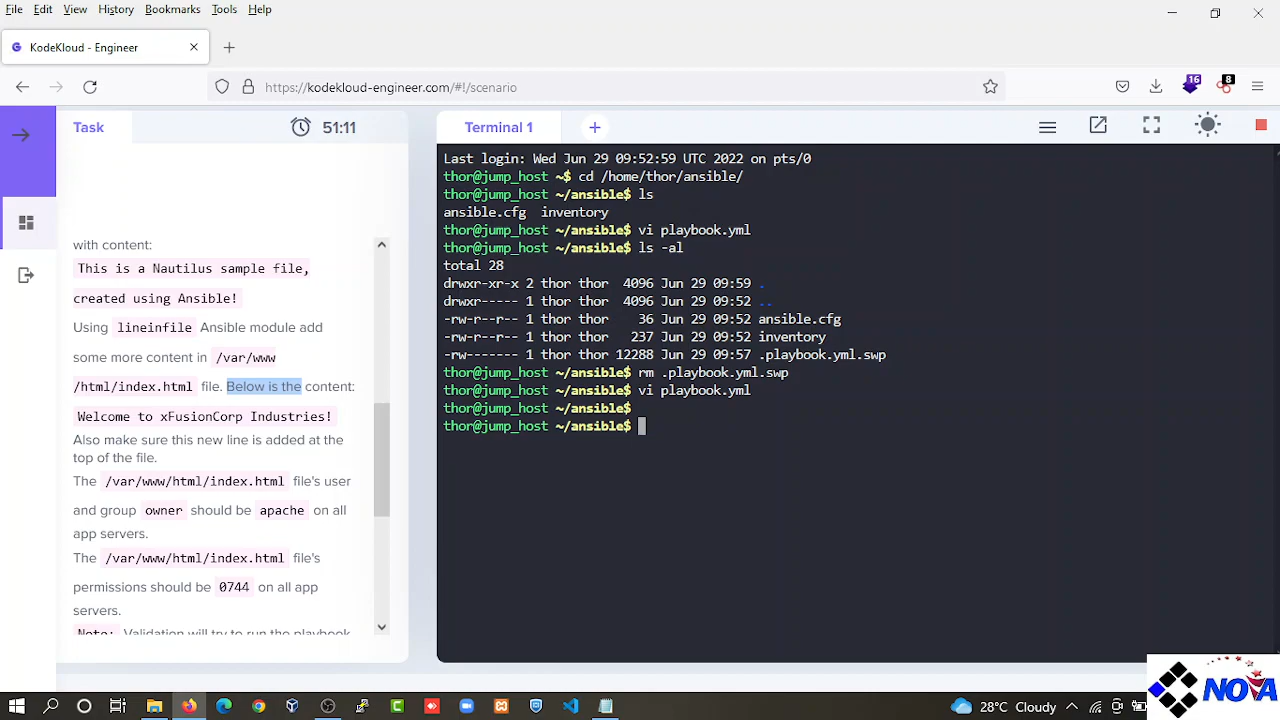 File Edit View History Bookmarks Tools Help
KodeKloud - Engineer
https://kodekloud-engineer.com/#!/scenario
16
8
Task
51:11
Terminal 1
with content:
This is a Nautilus sample file,
created using Ansible!
Using lineinfile Ansible module add
some more content in /var/www
/html/index.html file. Below is the content:
Welcome to xFusionCorp Industries!
Also make sure this new line is added at the
top of the file.
The /var/www/html/index.html file's user
and group owner should be apache on all
app servers.
The /var/www/html/index.html file's
permissions should be 0744 on all app
servers.
Note: Validation will try to run the playbook
Last login: Wed Jun 29 09:52:59 UTC 2022 on pts/0
thor@jump_host ~$ cd /home/thor/ansible/
thor@jump_host ~/ansible$ ls
ansible.cfg inventory
thor@jump_host ~/ansible$ vi playbook.yml
thor@jump_host ~/ansible$ ls -al
total 28
drwxr-xr-x 2 thor thor 4096 Jun 29 09:59 .
drwxr----- 1 thor thor 4096 Jun 29 09:52 ..
-rw-r--r-- 1 thor thor 36 Jun 29 09:52 ansible.cfg
-rw-r--r-- 1 thor thor 237 Jun 29 09:52 inventory
-rw------- 1 thor thor 12288 Jun 29 09:57 .playbook.yml.swp
thor@jump_host ~/ansible$ rm .playbook.yml.swp
thor@jump_host ~/ansible$ vi playbook.yml
thor@jump_host ~/ansible$
thor@jump_host ~/ansible$
NOVA
28°C Cloudy